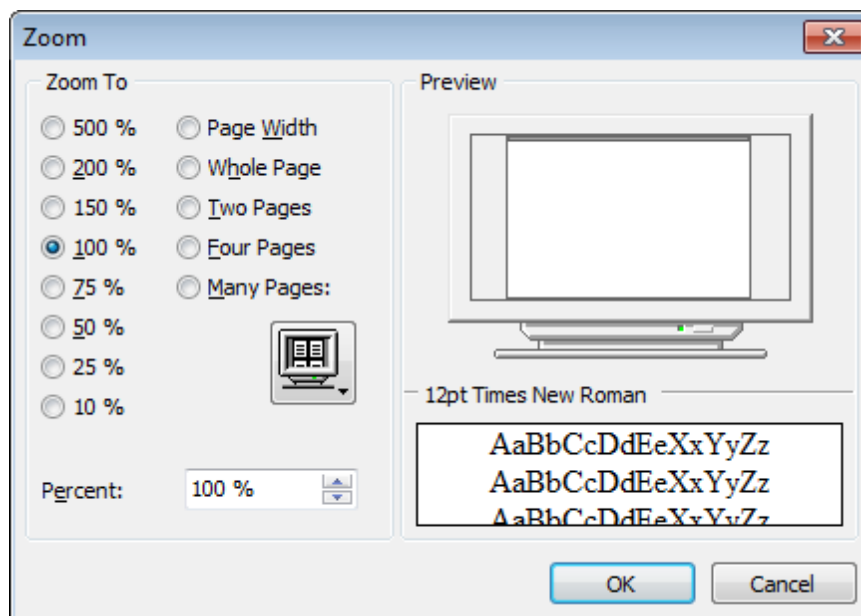 Zoom
Zoom To
500 %
200 %
150 %
100 %
75 %
50 %
25 %
10 %
Page Width
Whole Page
Two Pages
Four Pages
Many Pages:
Percent:
100 %
Preview
12pt Times New Roman
AaBbCcDdEeXxYyZz
AaBbCcDdEeXxYyZz
AaBbCcDdEeXxYyZz
OK
Cancel